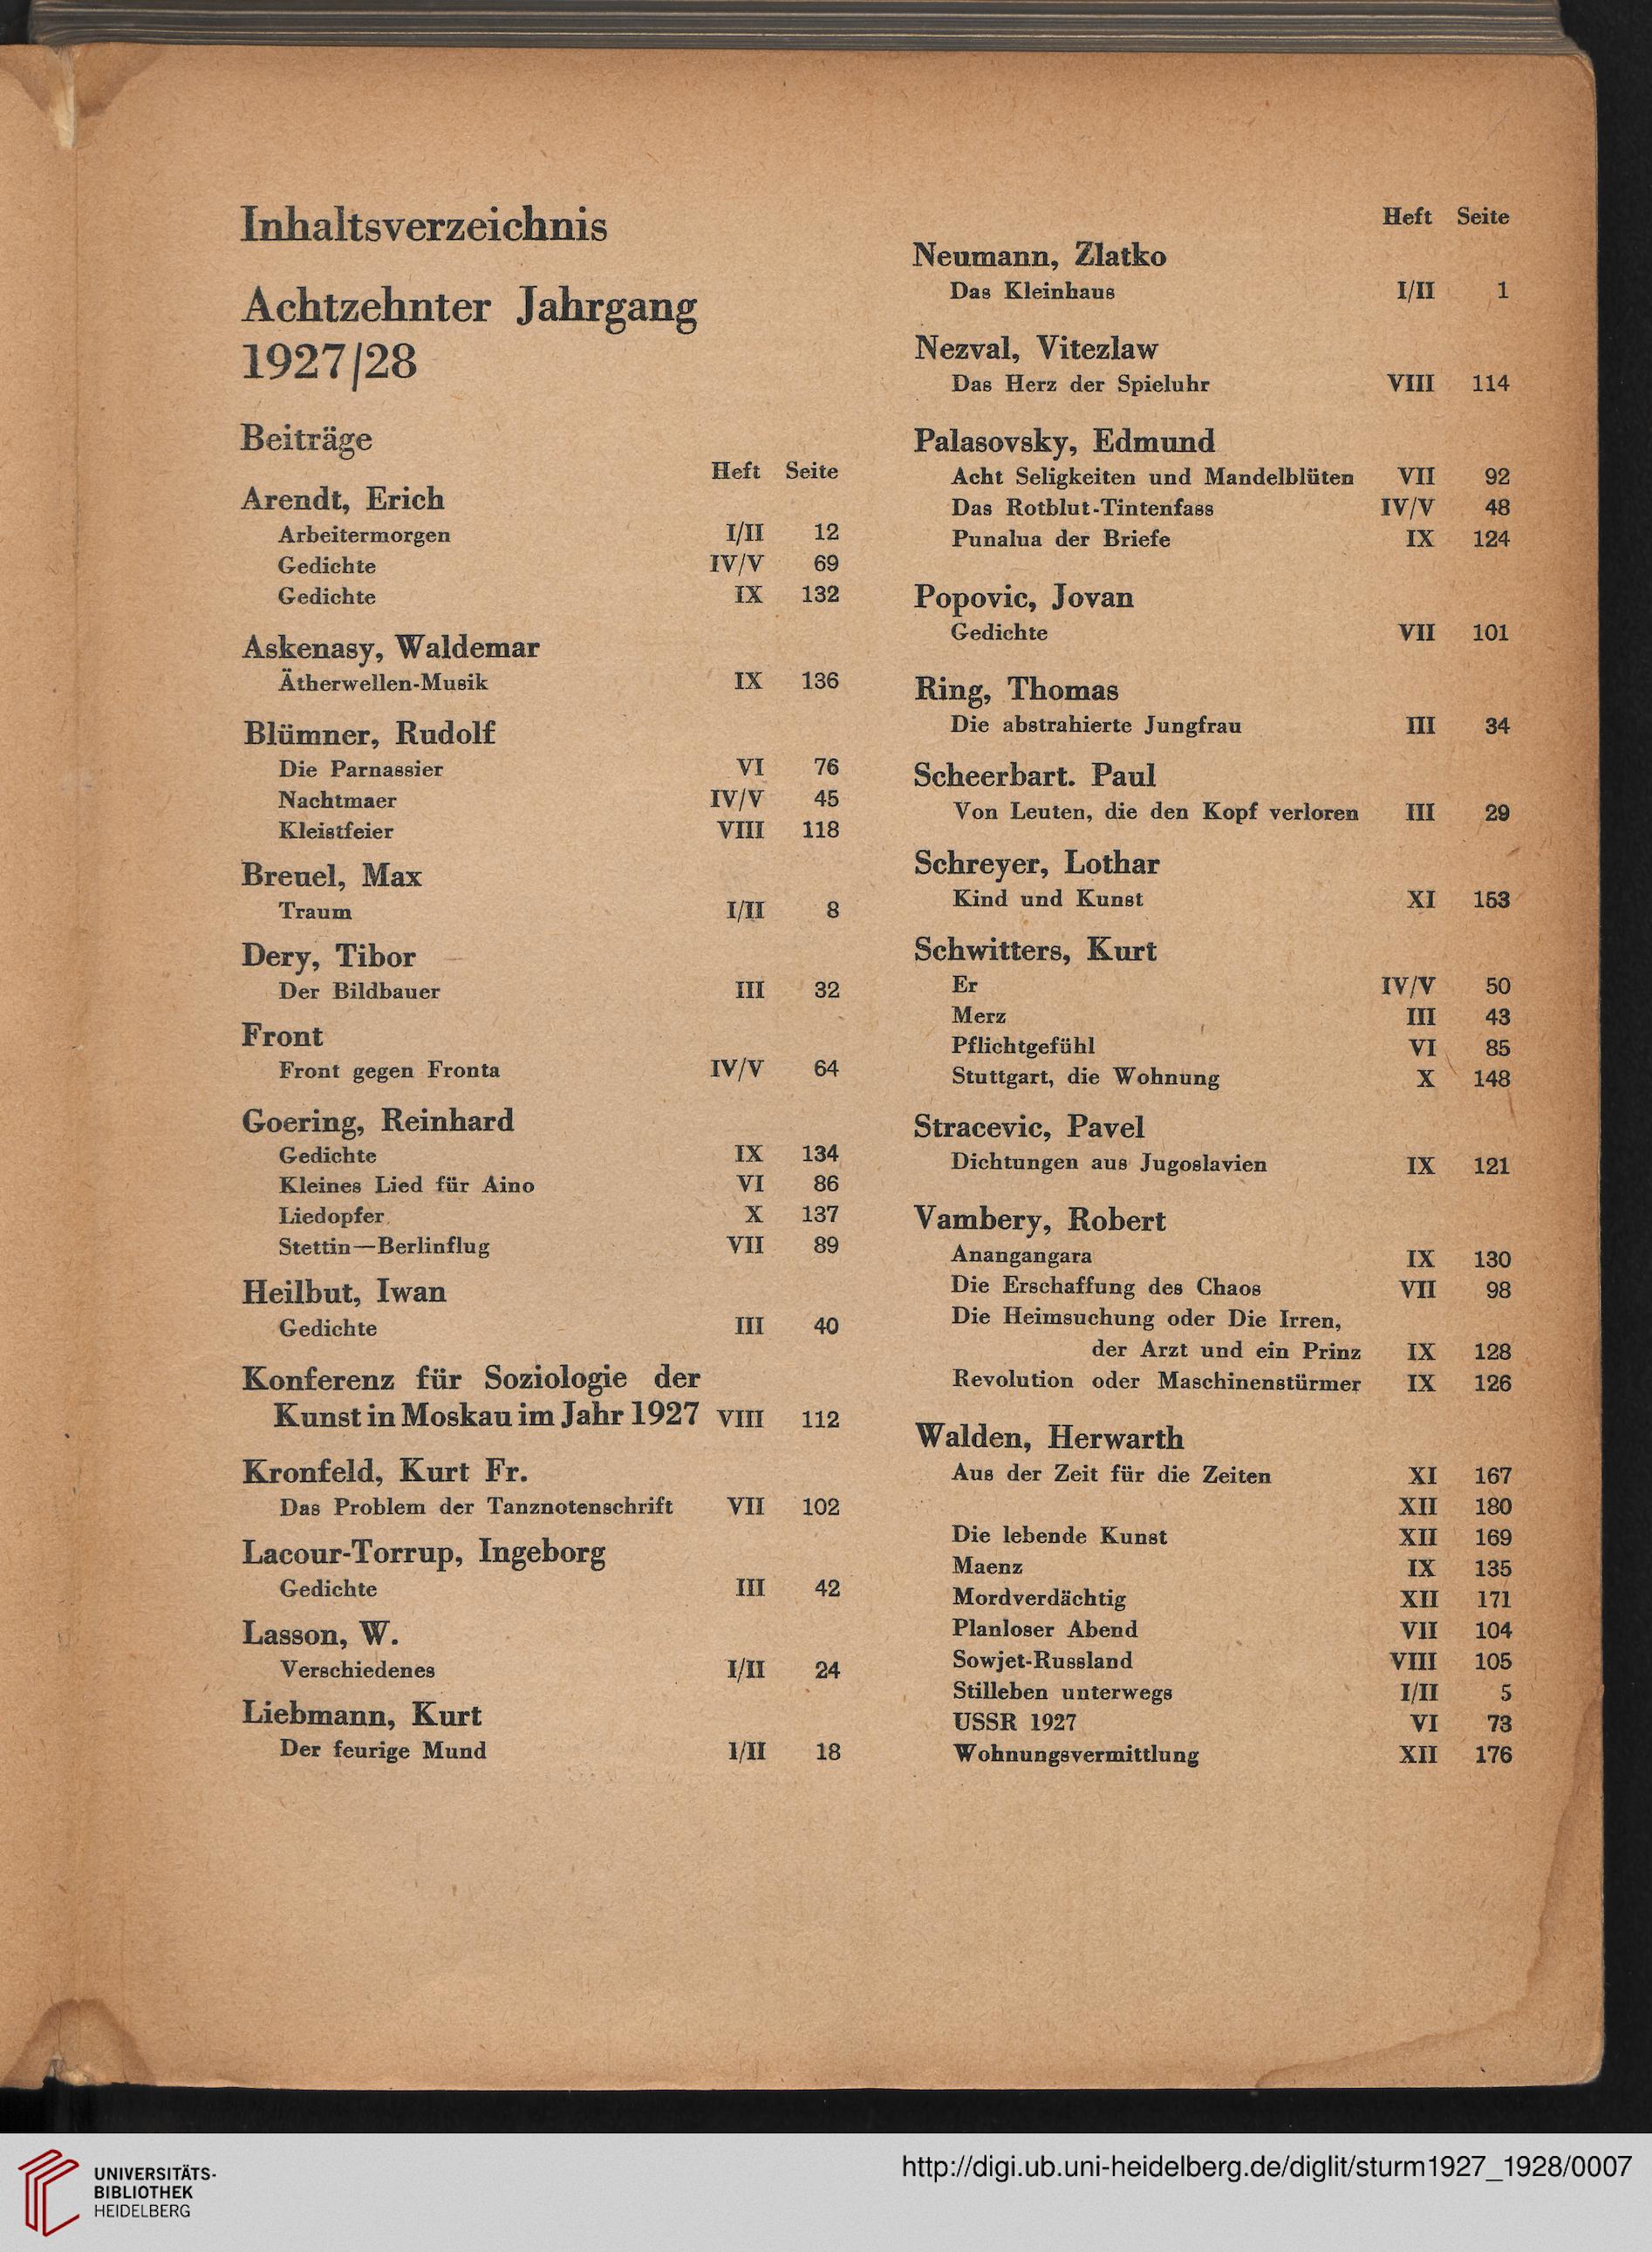 Inhaltsverzeichnis
Achtzehnter Jahrgang
1927/28
Beiträge
Heft Seite
Arendt, Erich
Arbeitermorgen I/II 12
Gedichte IV/V 69
Gedichte IX 132
Askenasy, Waldemar
Ätherwellen-Musik IX 136
Blümner, Rudolf
Die Parnassier VI 76
Nachtmaer IV/V 45
Kleistfeier VIII 118
Breuel, Max
Traum I/II 8
Dery, Tibor
Der Bildbauer III 32
Front
Front gegen Fronta IV/V 64
Goering, Reinhard
Gedichte IX 134
Kleines Lied für Aino VI 86
Liedopfer X 137
Stettin—Berlinflug VII 89
Heilbut, Iwan
Gedichte III 40
Konferenz für Soziologie der
Kunst in Moskau im Jahr 1927 VIII 112
Kronfeld, Kurt Fr.
Das Problem der Tanznotenschrift VII 102
Lacour-Torrup, Ingeborg
Gedichte III 42
Lasson, W.
Verschiedenes I/II 24
Liebmann, Kurt
Der feurige Mund I/II 18
Heft Seite
Neumann, Zlatko
Das Kleinhaus I/II 1
Nezval, Vitezlaw
Das Herz der Spieluhr VIII 114
Palasovsky, Edmund
Acht Seligkeiten und Mandelblüten VII 92
Das Rotblut-Tintenfass IV/V 48
Punalua der Briefe IX 124
Popovic, Jovan
Gedichte VII 101
Ring, Thomas
Die abstrahierte Jungfrau III 34
Scheerbart. Paul
Von Leuten, die den Kopf verloren III 29
Schreyer, Lothar
Kind und Kunst XI 153
Schwitters, Kurt
Er IV/V 50
Merz III 43
Pflichtgefühl VI 85
Stuttgart, die Wohnung X 148
Stracevic, Pavel
Dichtungen aus Jugoslavien IX 121
Vambery, Robert
Anangangara IX 130
Die Erschaffung des Chaos VII 98
Die Heimsuchung oder Die Irren,
der Arzt und ein Prinz IX 128
Revolution oder Maschinenstürmer IX 126
Walden, Herwarth
Aus der Zeit für die Zeiten XI 167
XII 180
Die lebende Kunst XII 169
Maenz IX 135
Mordverdächtig XII 171
Planloser Abend VII 104
Sowjet-Russland VIII 105
Stilleben unterwegs I/II 5
USSR 1927 VI 73
Wohnungsvermittlung XII 176
UNIVERSITÄTS-
BIBLIOTHEK
HEIDELBERG
http://digi.ub.uni-heidelberg.de/diglit/sturm1927_1928/0007